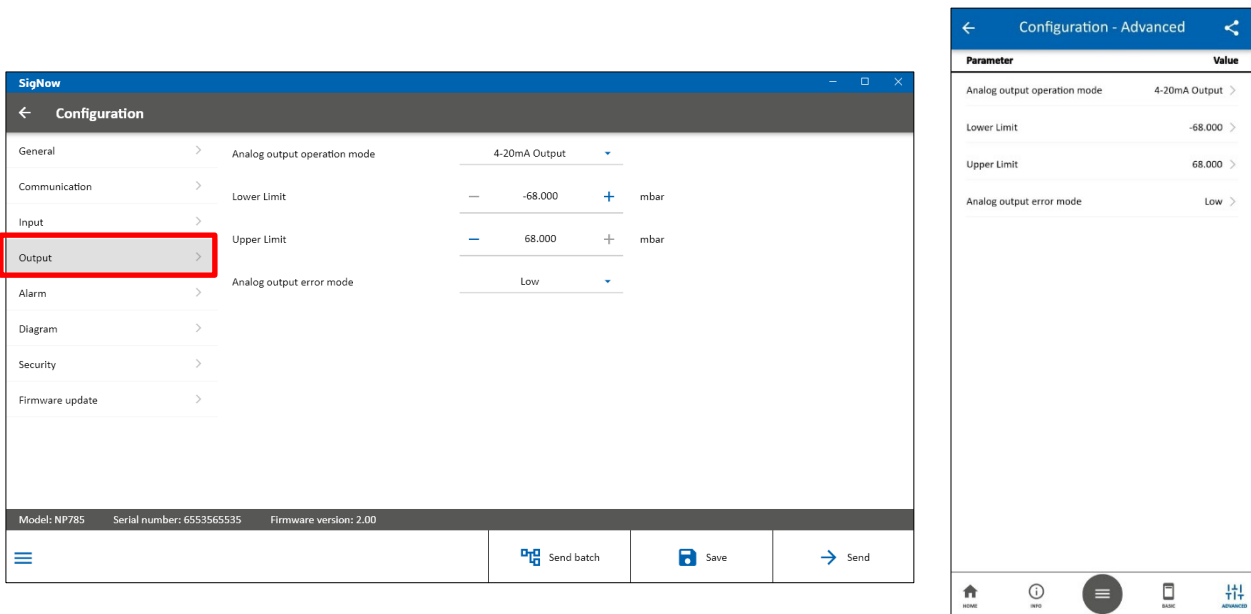 SigNow
Configuration
General
Communication
Input
Output
Alarm
Diagram
Security
Firmware update
Analog output operation mode 4-20mA Output
Lower Limit -68.000 mbar
Upper Limit 68.000 mbar
Analog output error mode Low
Model: NP785 Serial number: 6553565535 Firmware version: 2.00
Send batch Save Send
Configuration - Advanced
Parameter Value
Analog output operation mode 4-20mA Output
Lower Limit -68.000
Upper Limit 68.000
Analog output error mode Low
HOME INFO BASIC ADVANCED